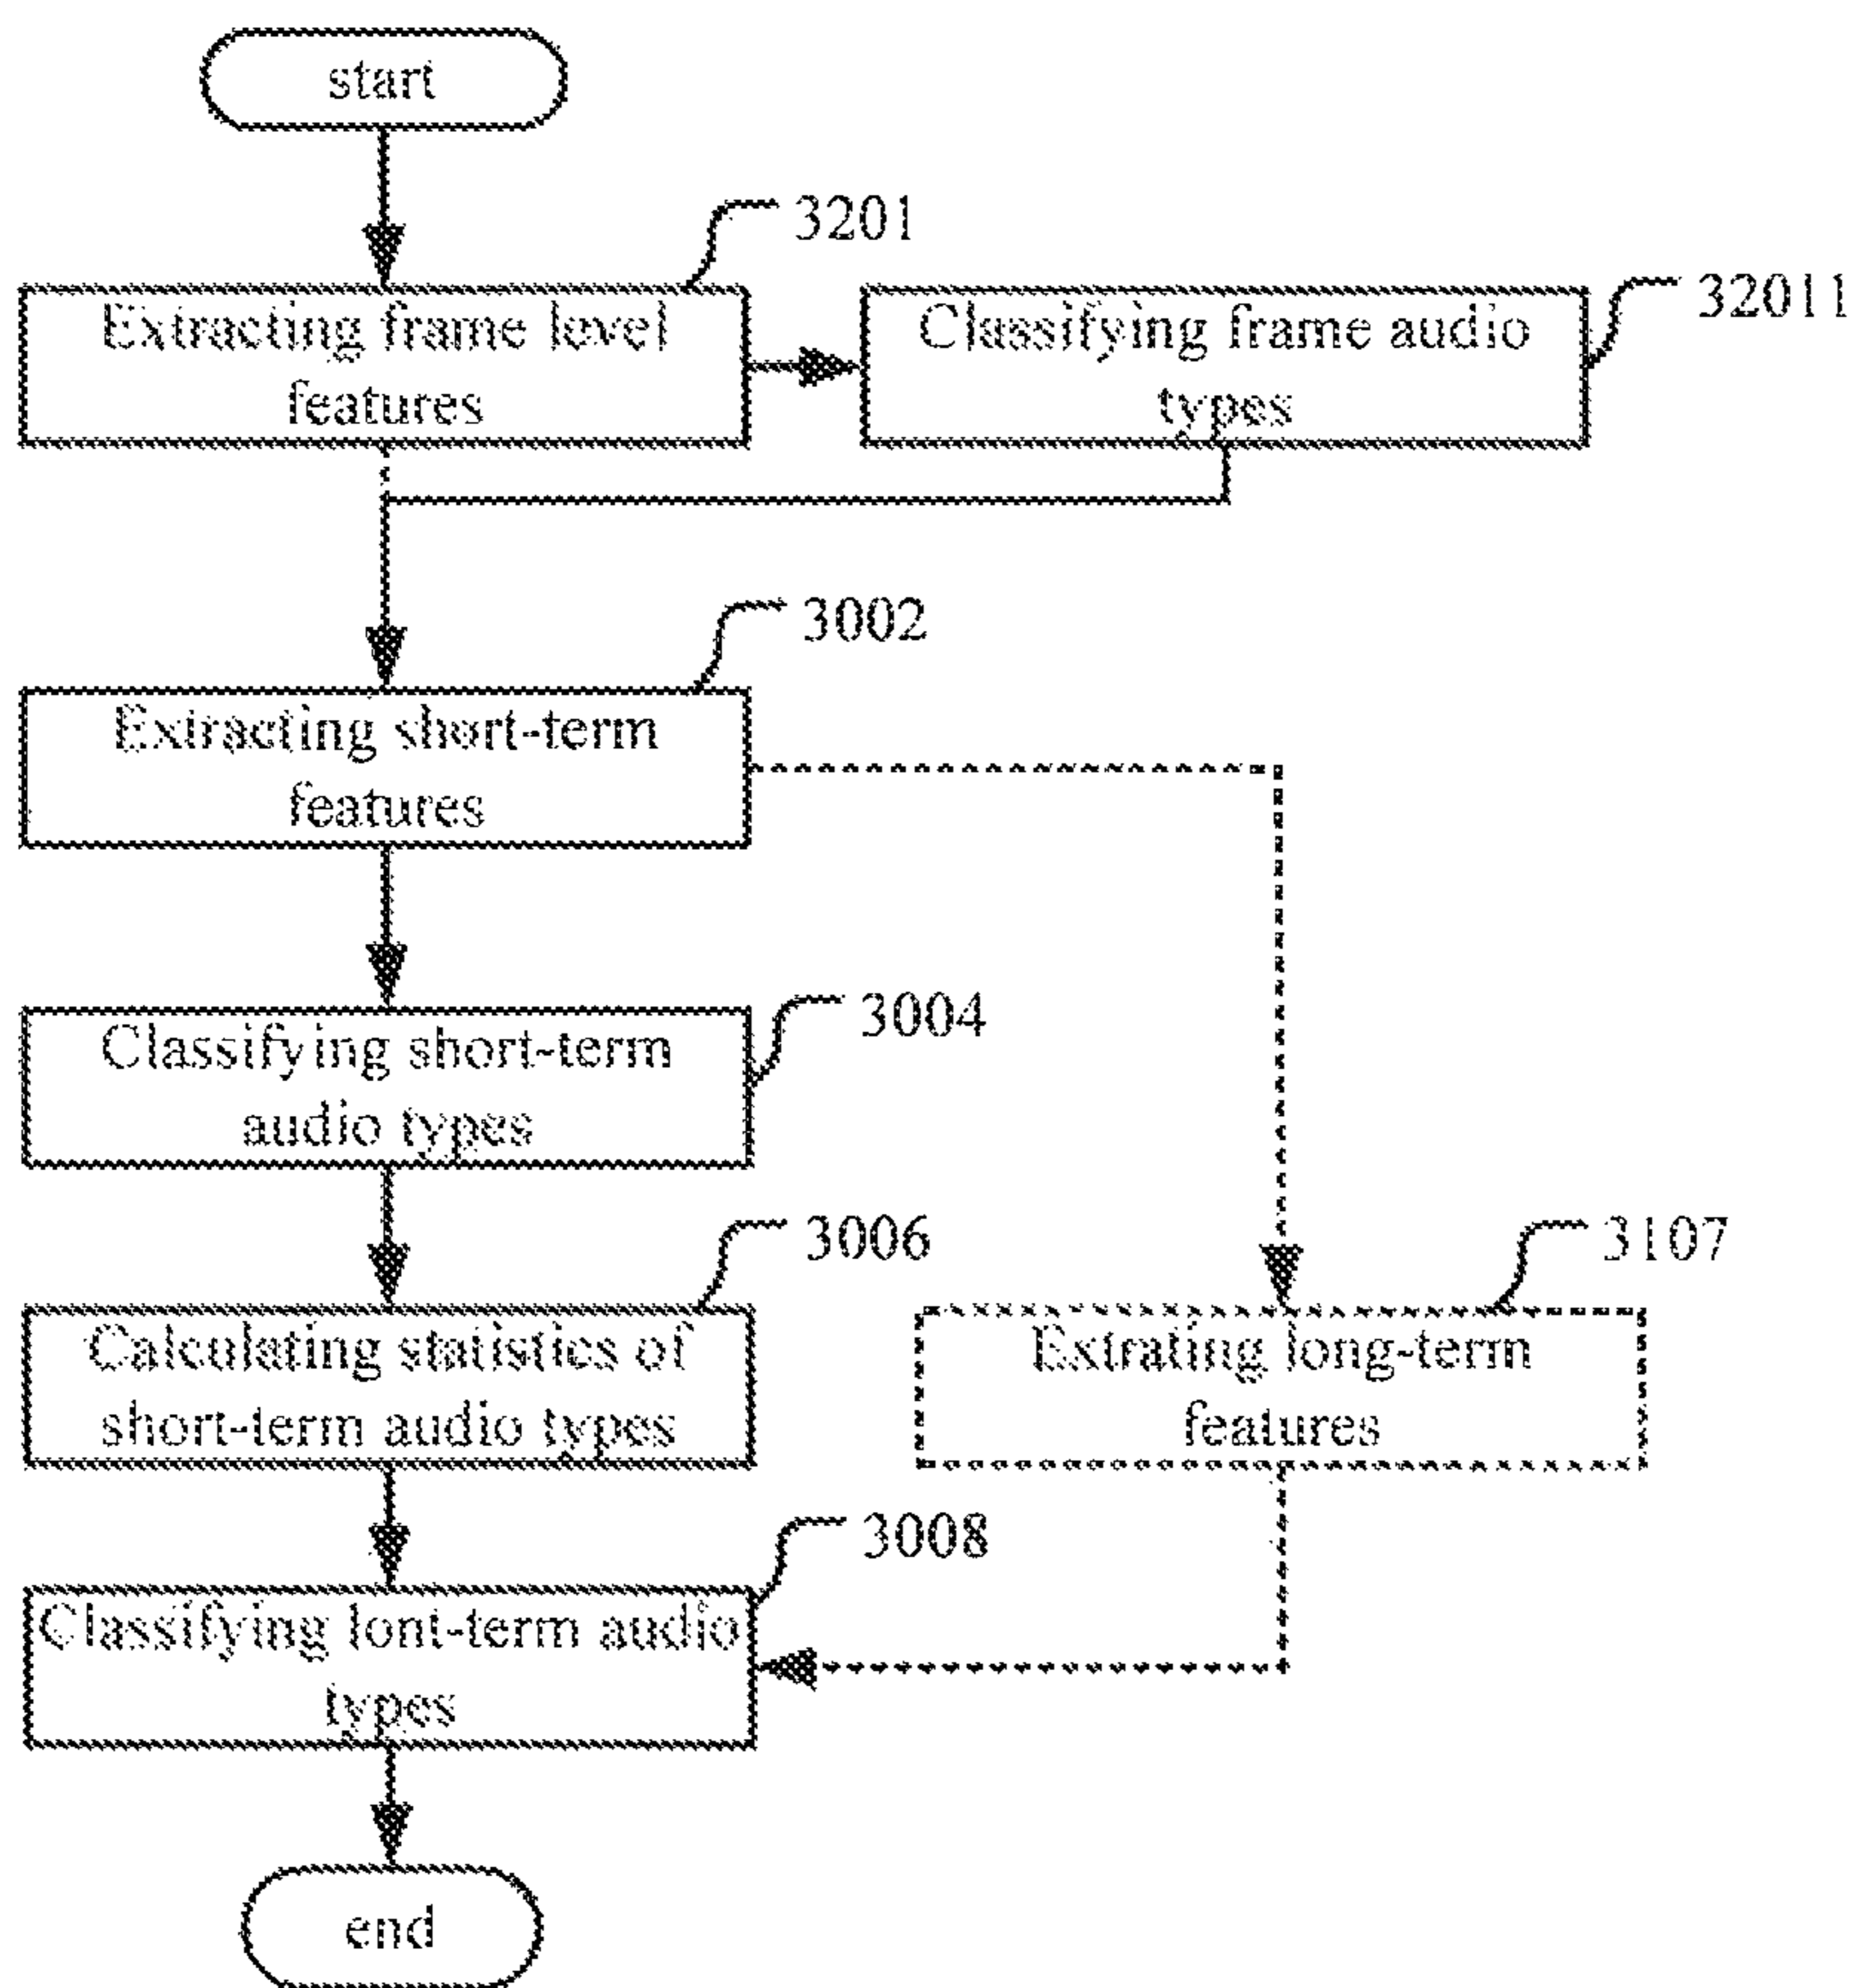 start
3201
Extracting frame level
features
Classifying frame audio
types
32011
3002
Extracting short-term
features
3004
Classifying short-term
audio types
3006
Calculating statistics of
short-term audio types
3107
Extrating long-term
features
3008
Classifying lont-term audio
types
end